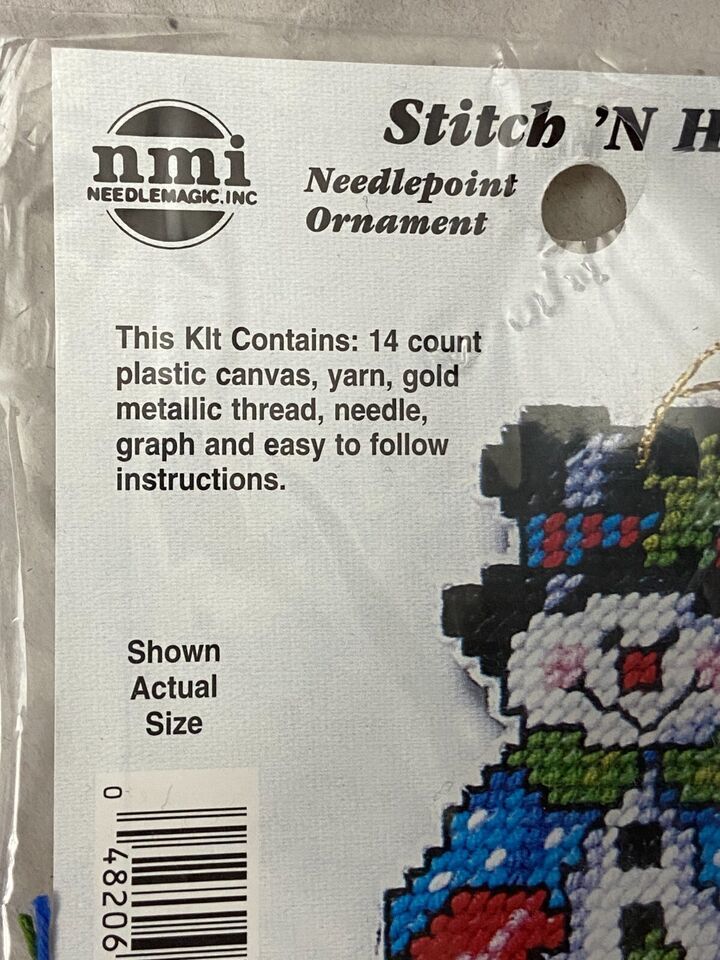 nmi
NEEDLEMAGIC.INC
Stitch 'N H
Needlepoint
Ornament
This KIt Contains: 14 count
plastic canvas, yarn, gold
metallic thread, needle,
graph and easy to follow
instructions.
Shown
Actual
Size
0 48206